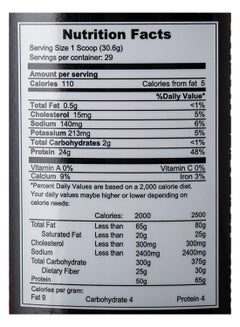 Nutrition Facts
Serving Size 1 Scoop (30.6g)
Servings per container: 29
Amount per serving
Calories 110 Calories from fat 5
%Daily Value*
Total Fat 0.5g <1%
Cholesterol 15mg 5%
Sodium 140mg 6%
Potassium 213mg 5%
Total Carbohydrates 2g <1%
Protein 24g 48%
Vitamin A 0% Vitamin C 0%
Calcium 9% Iron 3%
*Percent Daily Values are based on a 2,000 calorie diet.
Your daily values maybe higher or lower depending on
calorie needs:
Calories: 2000 2500
Total Fat Less than 65g 80g
Saturated Fat Less than 20g 25g
Cholesterol Less than 300mg 300mg
Sodium Less than 2400mg 2400mg
Total Carbohydrate 300g 375g
Dietary Fiber 25g 30g
Protein 50g 65g
Calories per gram:
Fat 9 Carbohydrate 4 Protein 4